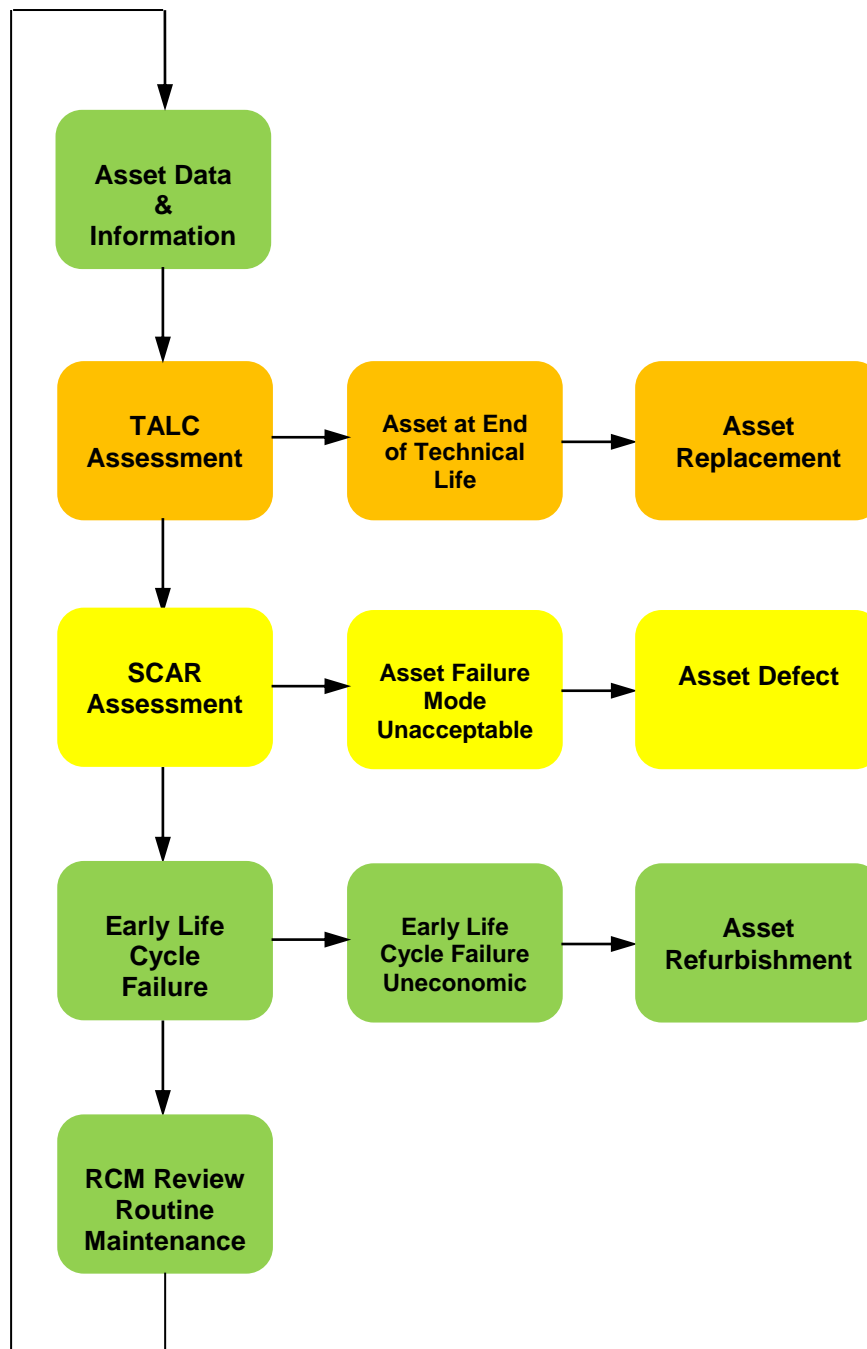 Asset Data
&
Information
TALC
Assessment
Asset at End
of Technical
Life
Asset
Replacement
SCAR
Assessment
Asset Failure
Mode
Unacceptable
Asset Defect
Early Life
Cycle
Failure
Early Life
Cycle Failure
Uneconomic
Asset
Refurbishment
RCM Review
Routine
Maintenance